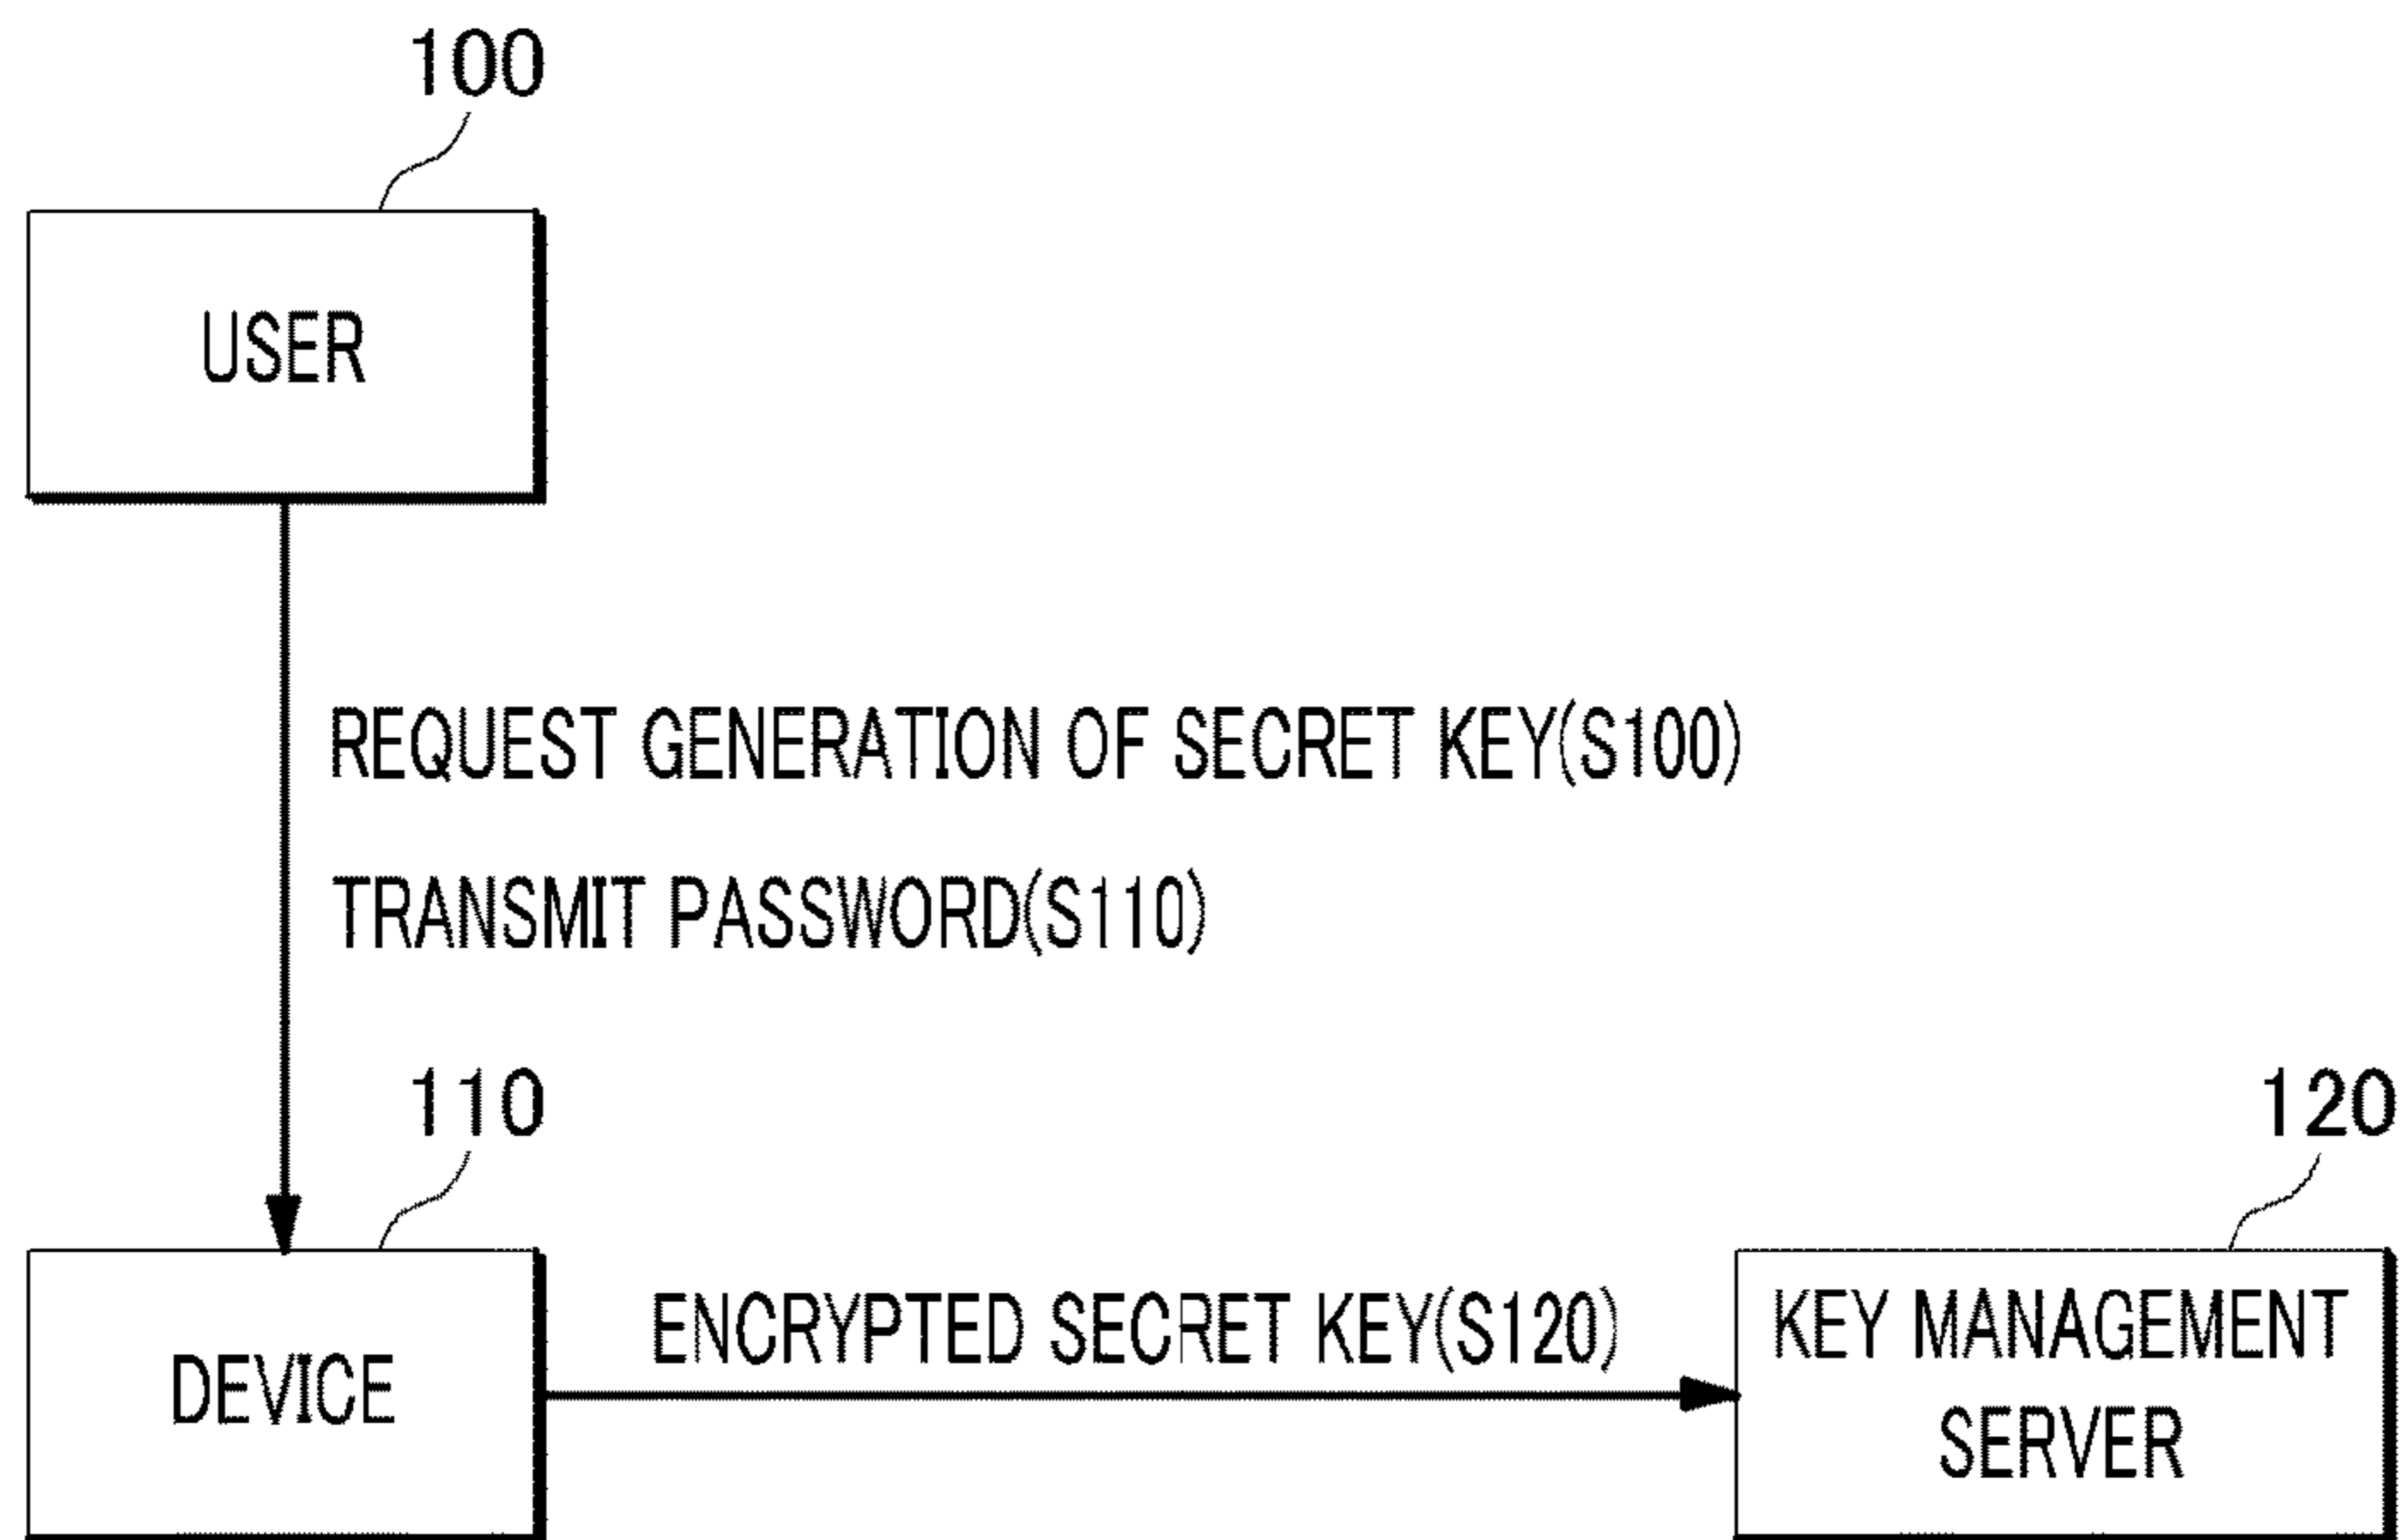 100
USER
REQUEST GENERATION OF SECRET KEY(S100)
TRANSMIT PASSWORD(S110)
110
120
DEVICE
ENCRYPTED SECRET KEY(S120)
KEY MANAGEMENT
SERVER